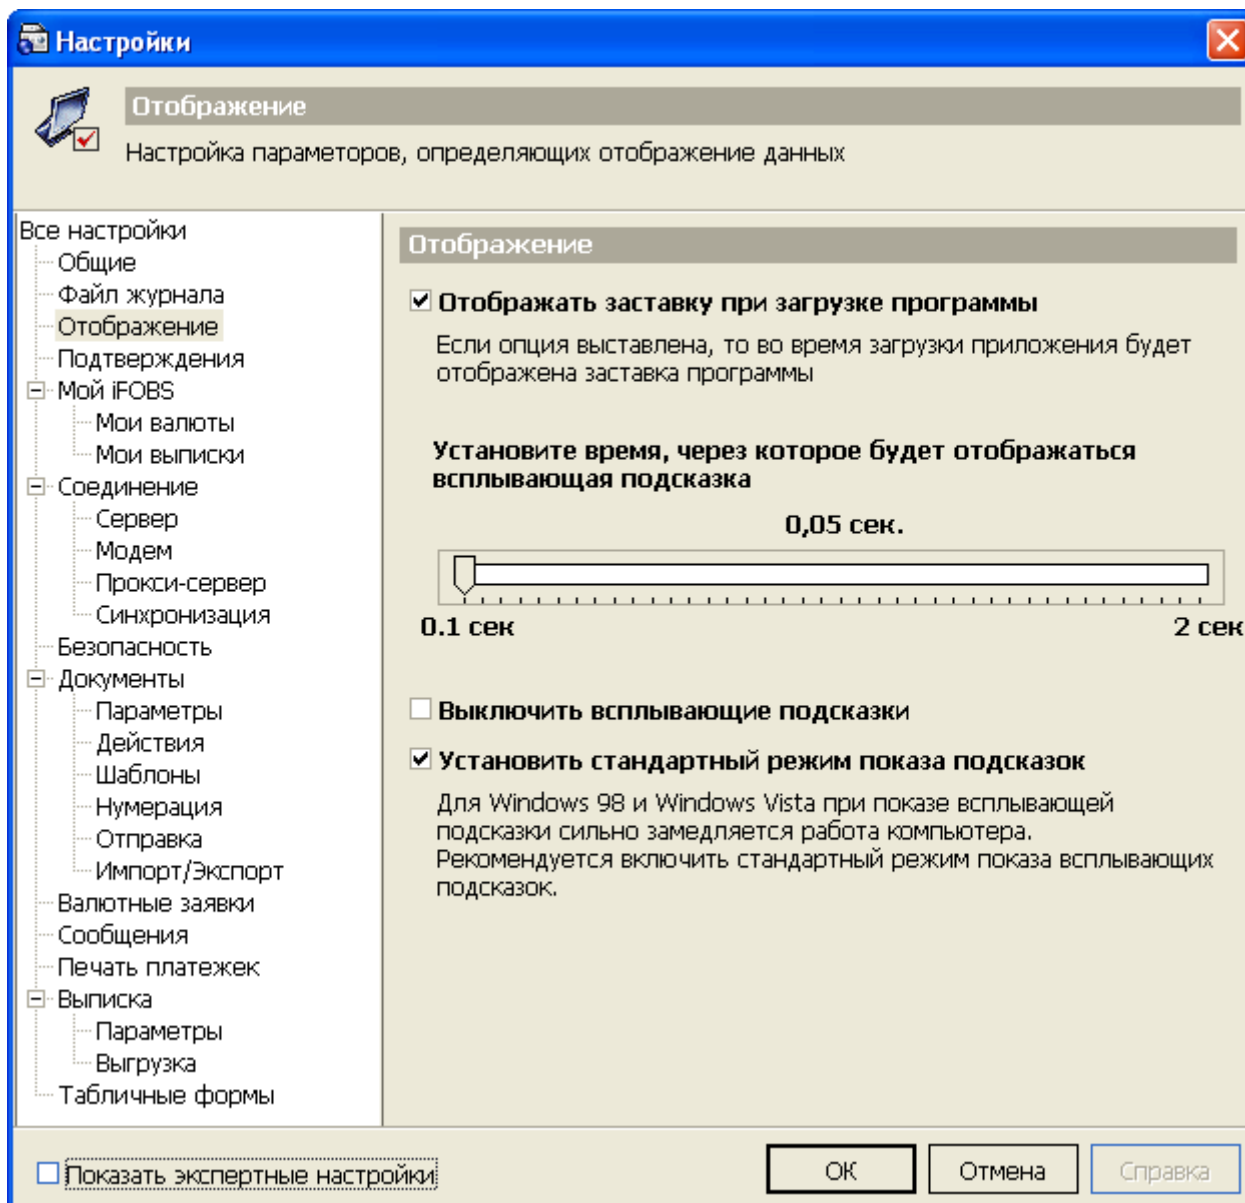 Настройки
Отображение
Настройка параметоров, определяющих отображение данных
Все настройки
Общие
Файл журнала
Отображение
Подтверждения
Мой iFOBS
Мои валюты
Мои выписки
Соединение
Сервер
Модем
Прокси-сервер
Синхронизация
Безопасность
Документы
Параметры
Действия
Шаблоны
Нумерация
Отправка
Импорт/Экспорт
Валютные заявки
Сообщения
Печать платежек
Выписка
Параметры
Выгрузка
Табличные формы
Отображение
Отображать заставку при загрузке программы
Если опция выставлена, то во время загрузки приложения будет
отображена заставка программы
Установите время, через которое будет отображаться
всплывающая подсказка
0,05 сек.
0.1 сек
2 сек
Выключить всплывающие подсказки
Установить стандартный режим показа подсказок
Для Windows 98 и Windows Vista при показе всплывающей
подсказки сильно замедляется работа компьютера.
Рекомендуется включить стандартный режим показа всплывающих
подсказок.
Показать экспертные настройки
ОК
Отмена
Справка